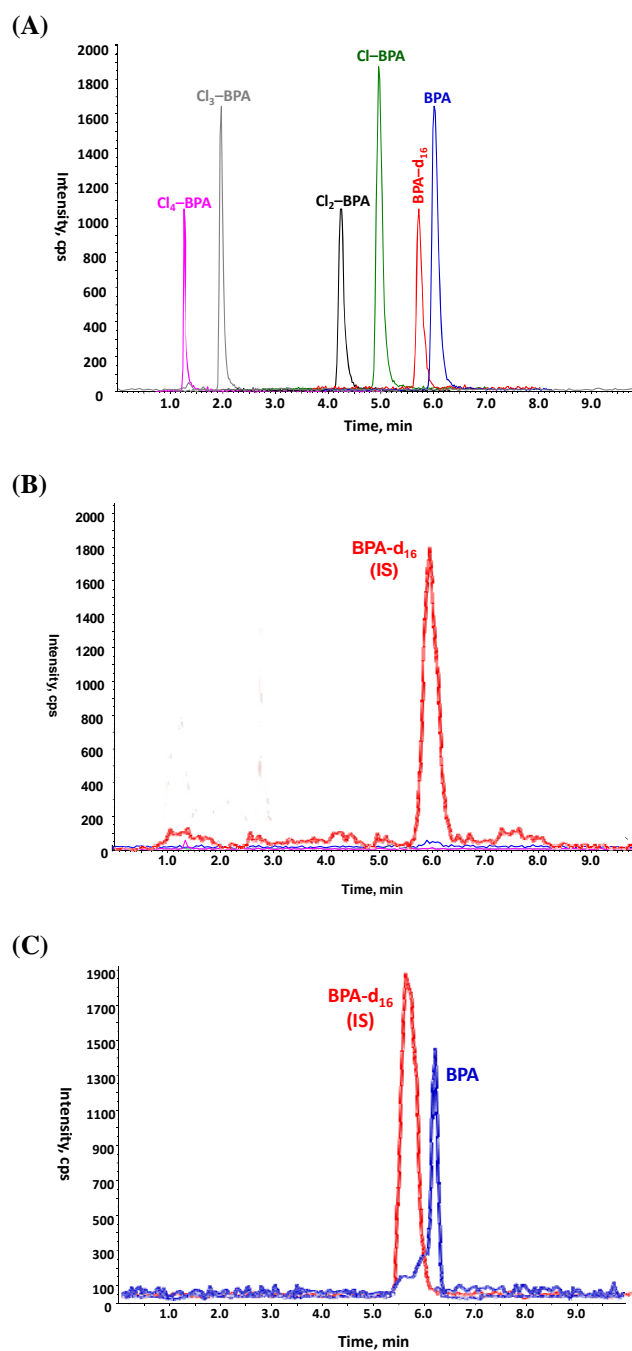 (A)
2000
1800
1600
1400
1200
1000
800
600
400
200
0
Intensity, cps
Cl₄–BPA
Cl₃–BPA
Cl₂–BPA
Cl–BPA
BPA–d₁₆
BPA
1.0 2.0 3.0 4.0 5.0 6.0 7.0 8.0 9.0
Time, min
(B)
2000
1800
1600
1400
1200
1000
800
600
400
200
0
Intensity, cps
BPA-d₁₆
(IS)
1.0 2.0 3.0 4.0 5.0 6.0 7.0 8.0 9.0
Time, min
(C)
1900
1700
1500
1300
1100
900
700
500
300
100
0
Intensity, cps
BPA-d₁₆
(IS)
BPA
1.0 2.0 3.0 4.0 5.0 6.0 7.0 8.0 9.0
Time, min